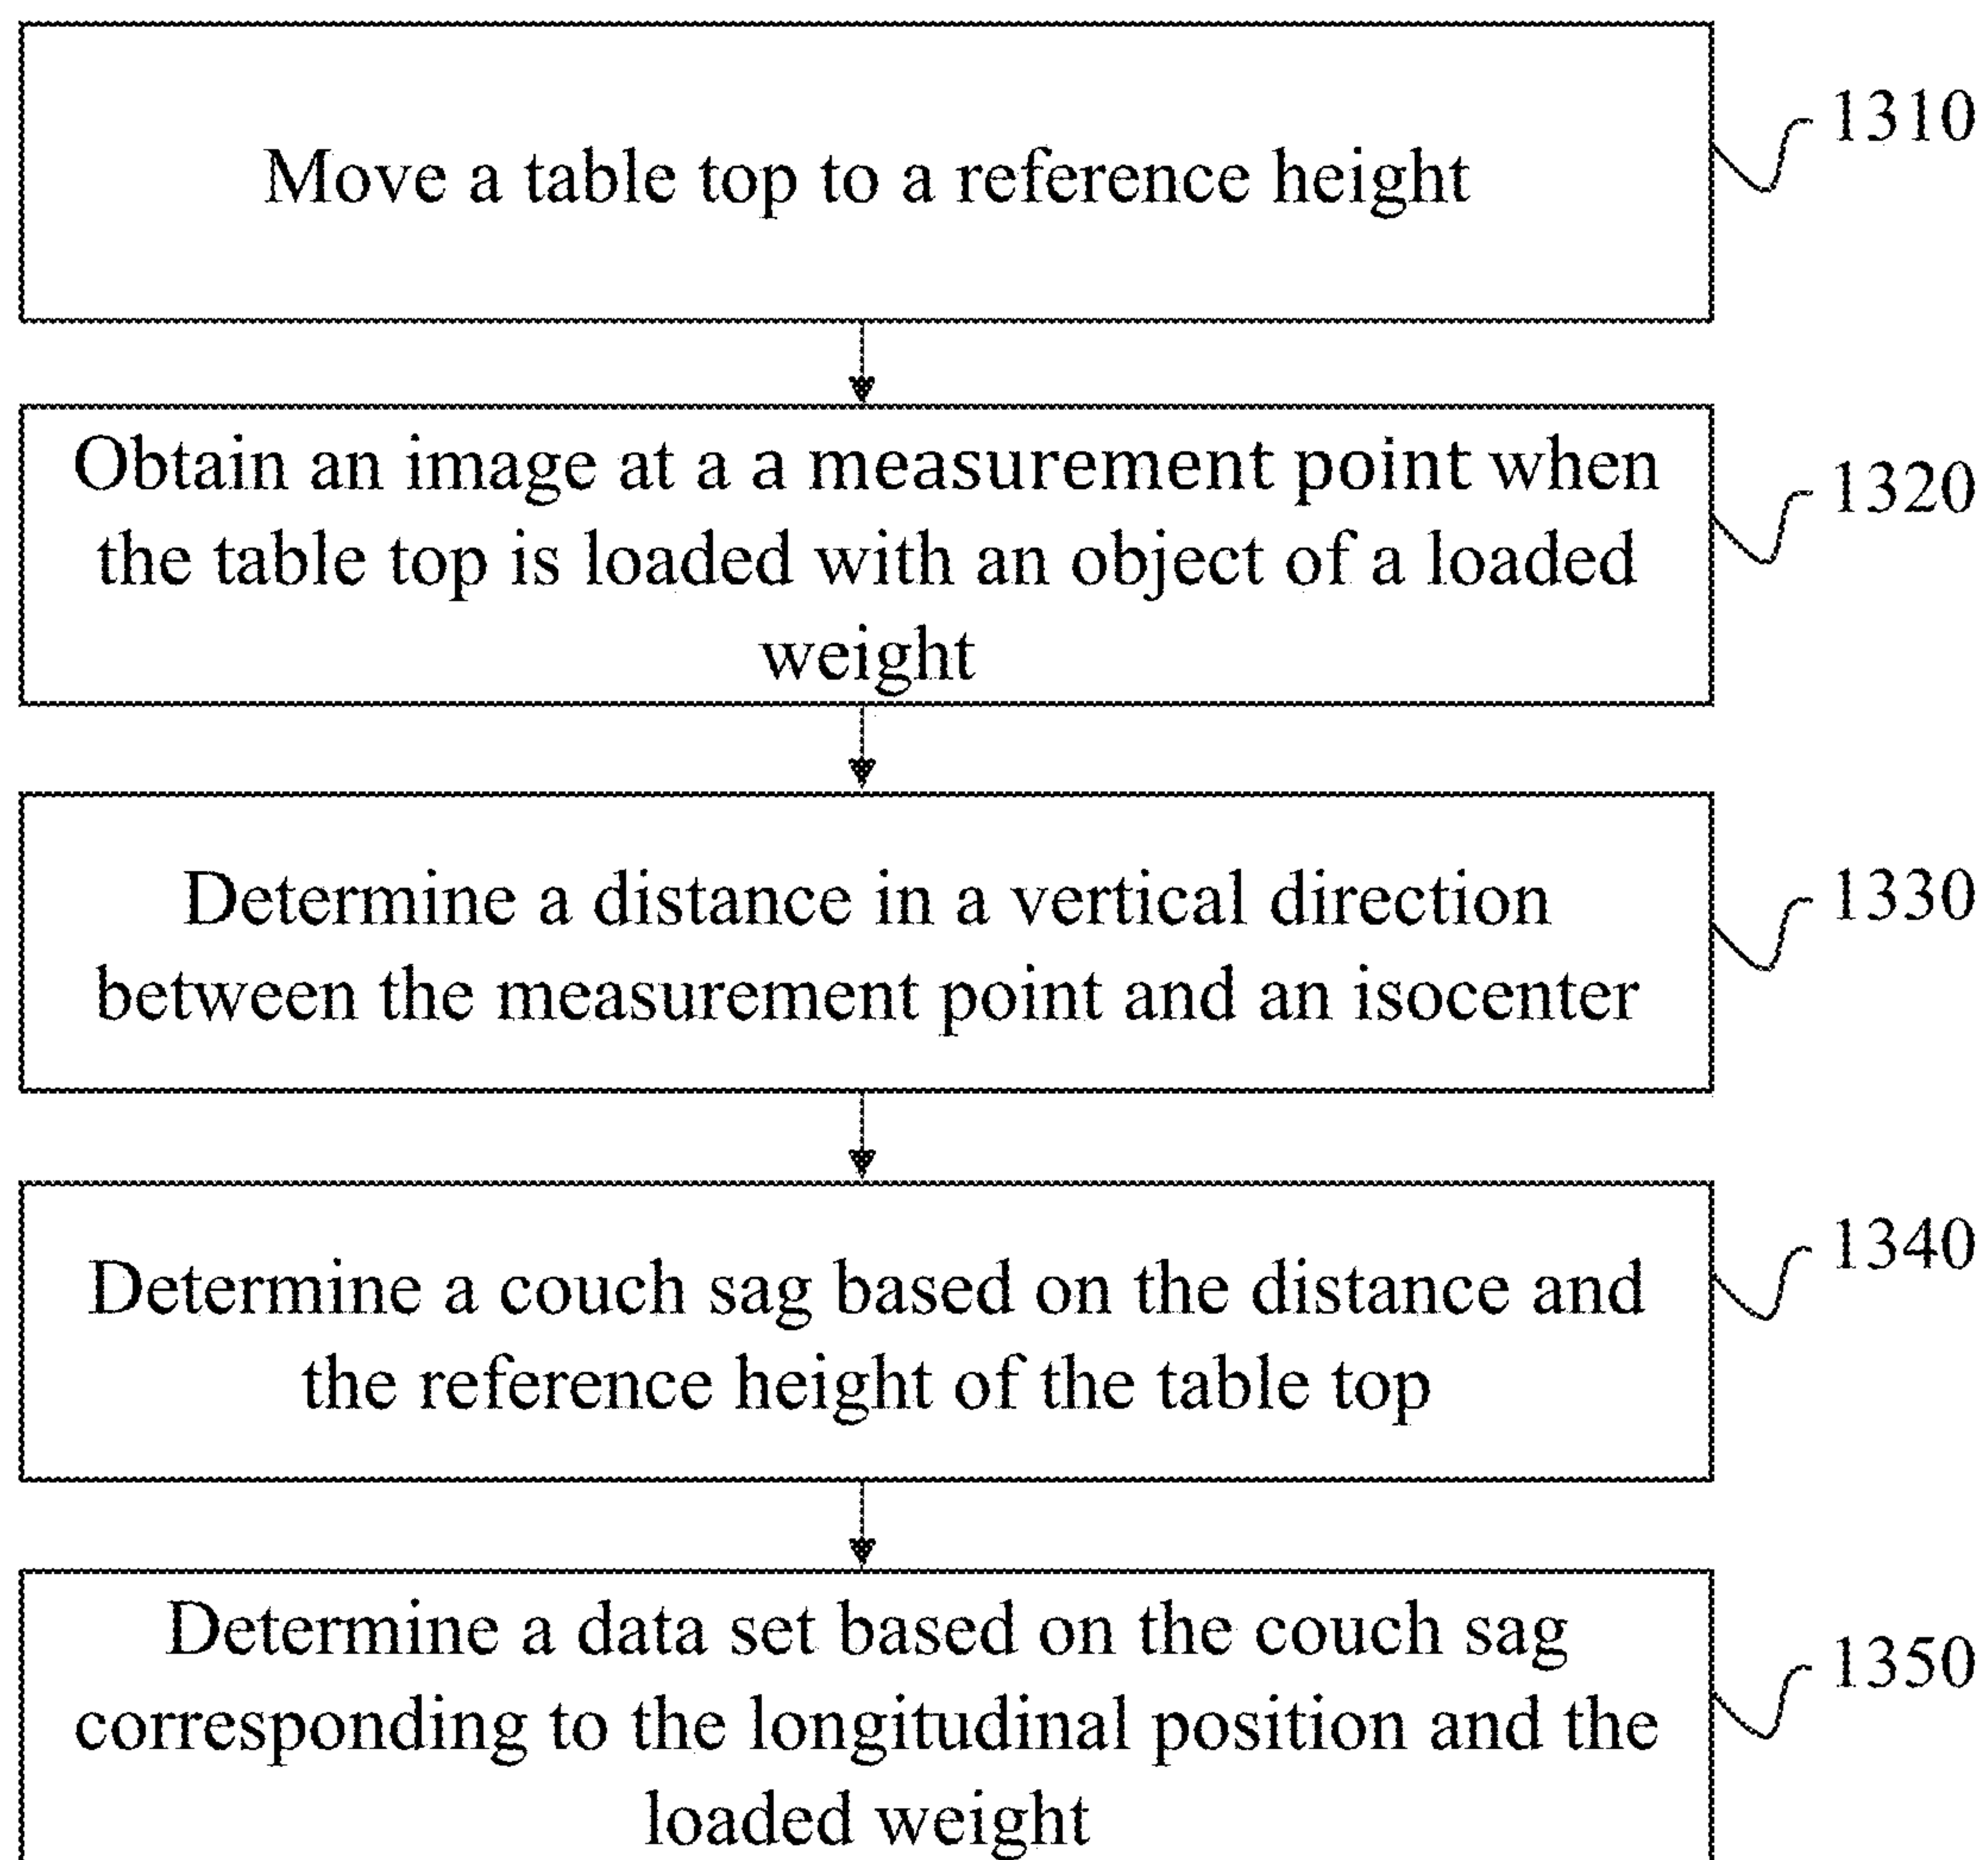 Move a table top to a reference height
1310
Obtain an image at a a measurement point when
the table top is loaded with an object of a loaded
weight
1320
Determine a distance in a vertical direction
between the measurement point and an isocenter
1330
Determine a couch sag based on the distance and
the reference height of the table top
1340
Determine a data set based on the couch sag
corresponding to the longitudinal position and the
loaded weight
1350